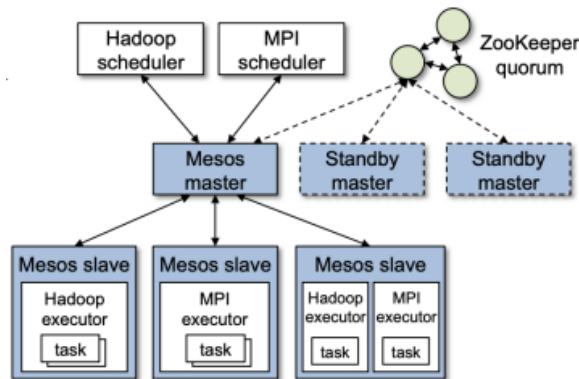 Hadoop
scheduler
MPI
scheduler
ZooKeeper
quorum
Mesos
master
Standby
master
Standby
master
Mesos slave
Hadoop
executor
task
Mesos slave
MPI
executor
task
Mesos slave
Hadoop
executor
task
MPI
executor
task